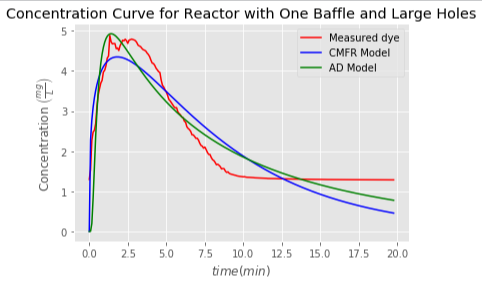 Concentration Curve for Reactor with One Baffle and Large Holes
Measured dye
CMFR Model
AD Model
Concentration (mg/L)
5
4
3
2
1
0
0.0 2.5 5.0 7.5 10.0 12.5 15.0 17.5 20.0
time(min)